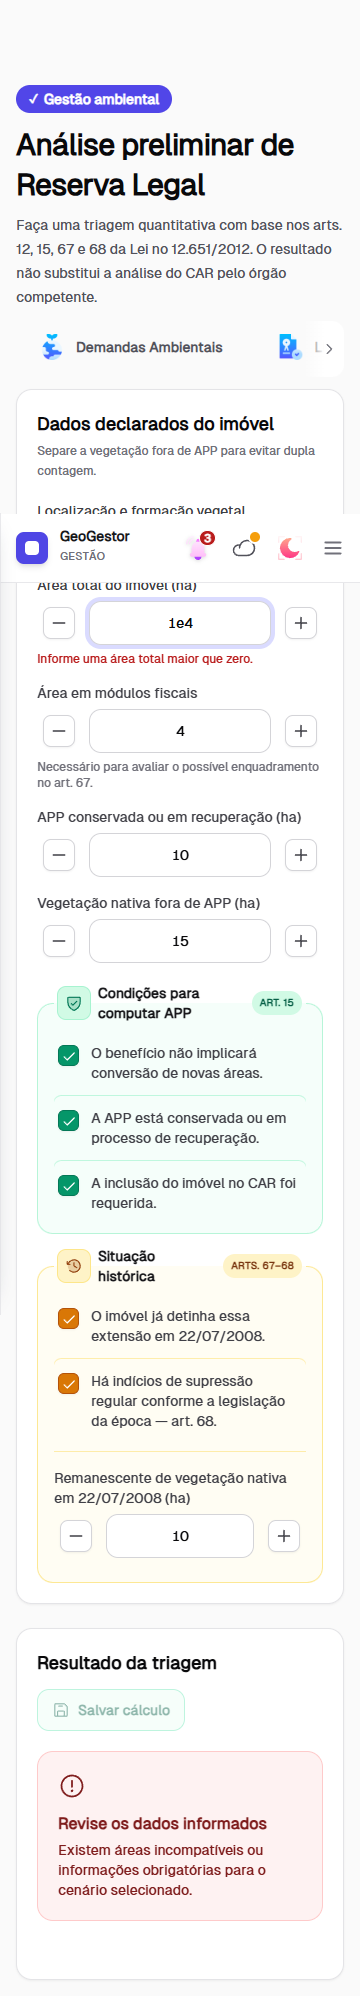 ✓ Gestão ambiental
Análise preliminar de
Reserva Legal
Faça uma triagem quantitativa com base nos arts.
12, 15, 67 e 68 da Lei no 12.651/2012. O resultado
não substitui a análise do CAR pelo órgão
competente.
Demandas Ambientais
L
Dados declarados do imóvel
Separe a vegetação fora de APP para evitar dupla
contagem.
Localização e formação vegetal
GeoGestor
GESTÃO
3
Área total do imóvel (ha)
1e4
Informe uma área total maior que zero.
Área em módulos fiscais
4
Necessário para avaliar o possível enquadramento
no art. 67.
APP conservada ou em recuperação (ha)
10
Vegetação nativa fora de APP (ha)
15
Condições para
computar APP
ART. 15
O benefício não implicará
conversão de novas áreas.
A APP está conservada ou em
processo de recuperação.
A inclusão do imóvel no CAR foi
requerida.
Situação
histórica
ARTS. 67–68
O imóvel já detinha essa
extensão em 22/07/2008.
Há indícios de supressão
regular conforme a legislação
da época — art. 68.
Remanescente de vegetação nativa
em 22/07/2008 (ha)
10
Resultado da triagem
Salvar cálculo
Revise os dados informados
Existem áreas incompatíveis ou
informações obrigatórias para o
cenário selecionado.